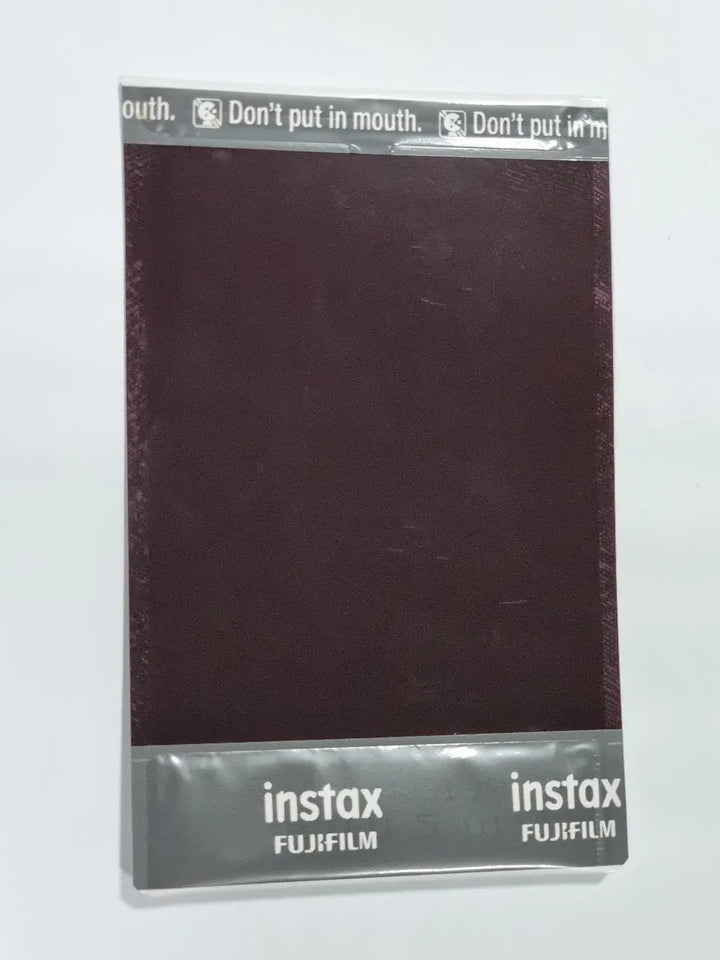 outh. Don't put in mouth. Don't put in m
instax instax
FUJIFILM FUJIFILM